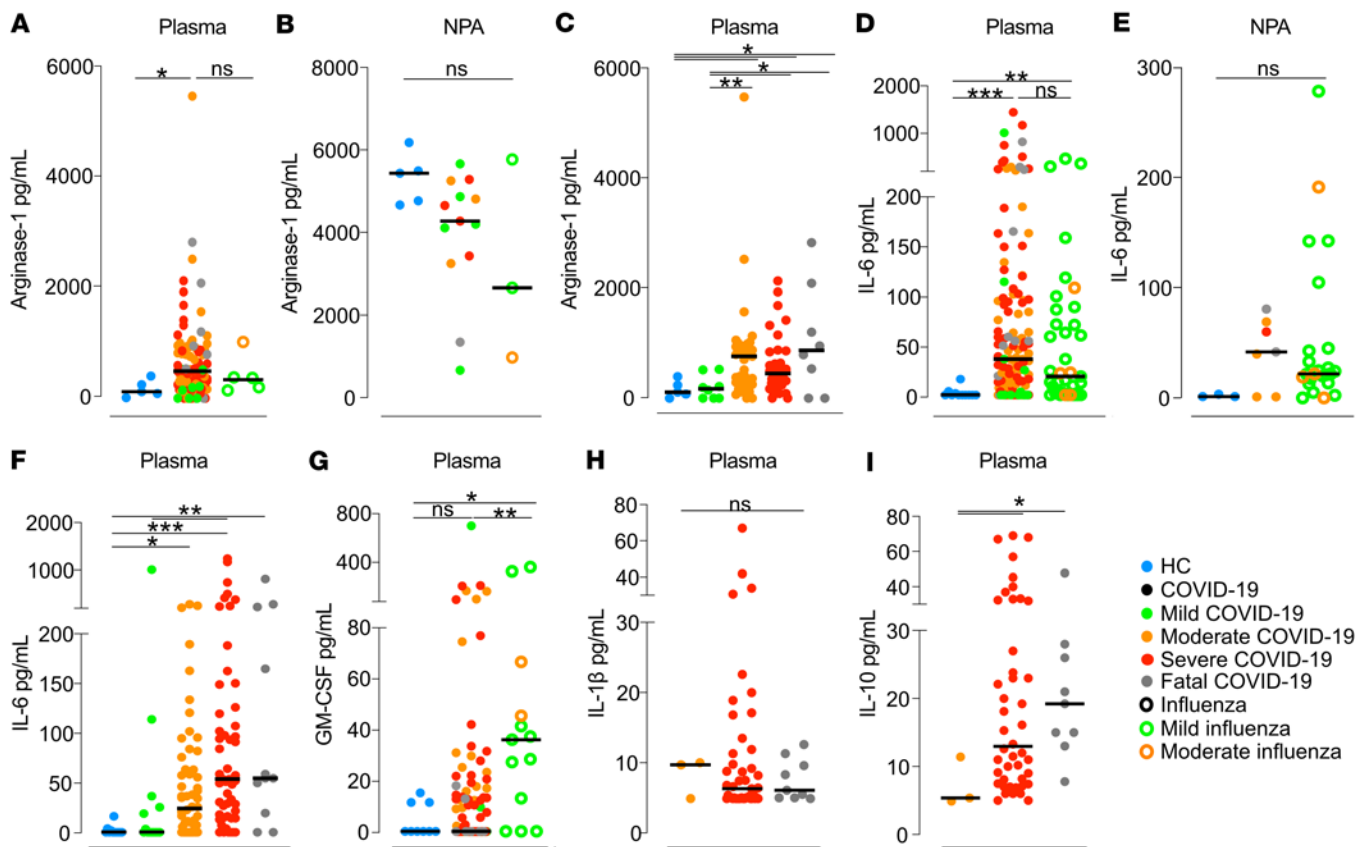 A
Plasma
Arginase-1 pg/mL
6000
4000
2000
0
*
ns
B
NPA
Arginase-1 pg/mL
8000
6000
4000
2000
0
ns
C
Plasma
Arginase-1 pg/mL
6000
4000
2000
0
*
*
**
D
Plasma
IL-6 pg/mL
2000
1000
200
150
100
50
0
**
***
ns
E
NPA
IL-6 pg/mL
300
200
100
0
ns
F
Plasma
IL-6 pg/mL
2000
1000
200
150
100
50
0
**
***
*
G
Plasma
GM-CSF pg/mL
800
400
80
60
40
20
0
*
ns
**
H
Plasma
IL-1β pg/mL
80
60
40
30
20
10
0
ns
I
Plasma
IL-10 pg/mL
80
60
40
30
20
10
0
*
HC
COVID-19
Mild COVID-19
Moderate COVID-19
Severe COVID-19
Fatal COVID-19
Influenza
Mild influenza
Moderate influenza